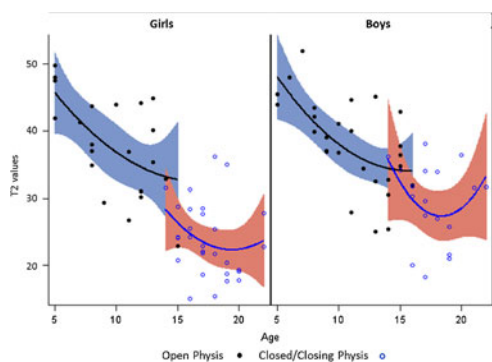 Girls Boys
50
40
30
20
T2 values
5 10 15 20 5 10 15 20
Age
Open Physis Closed/Closing Physis